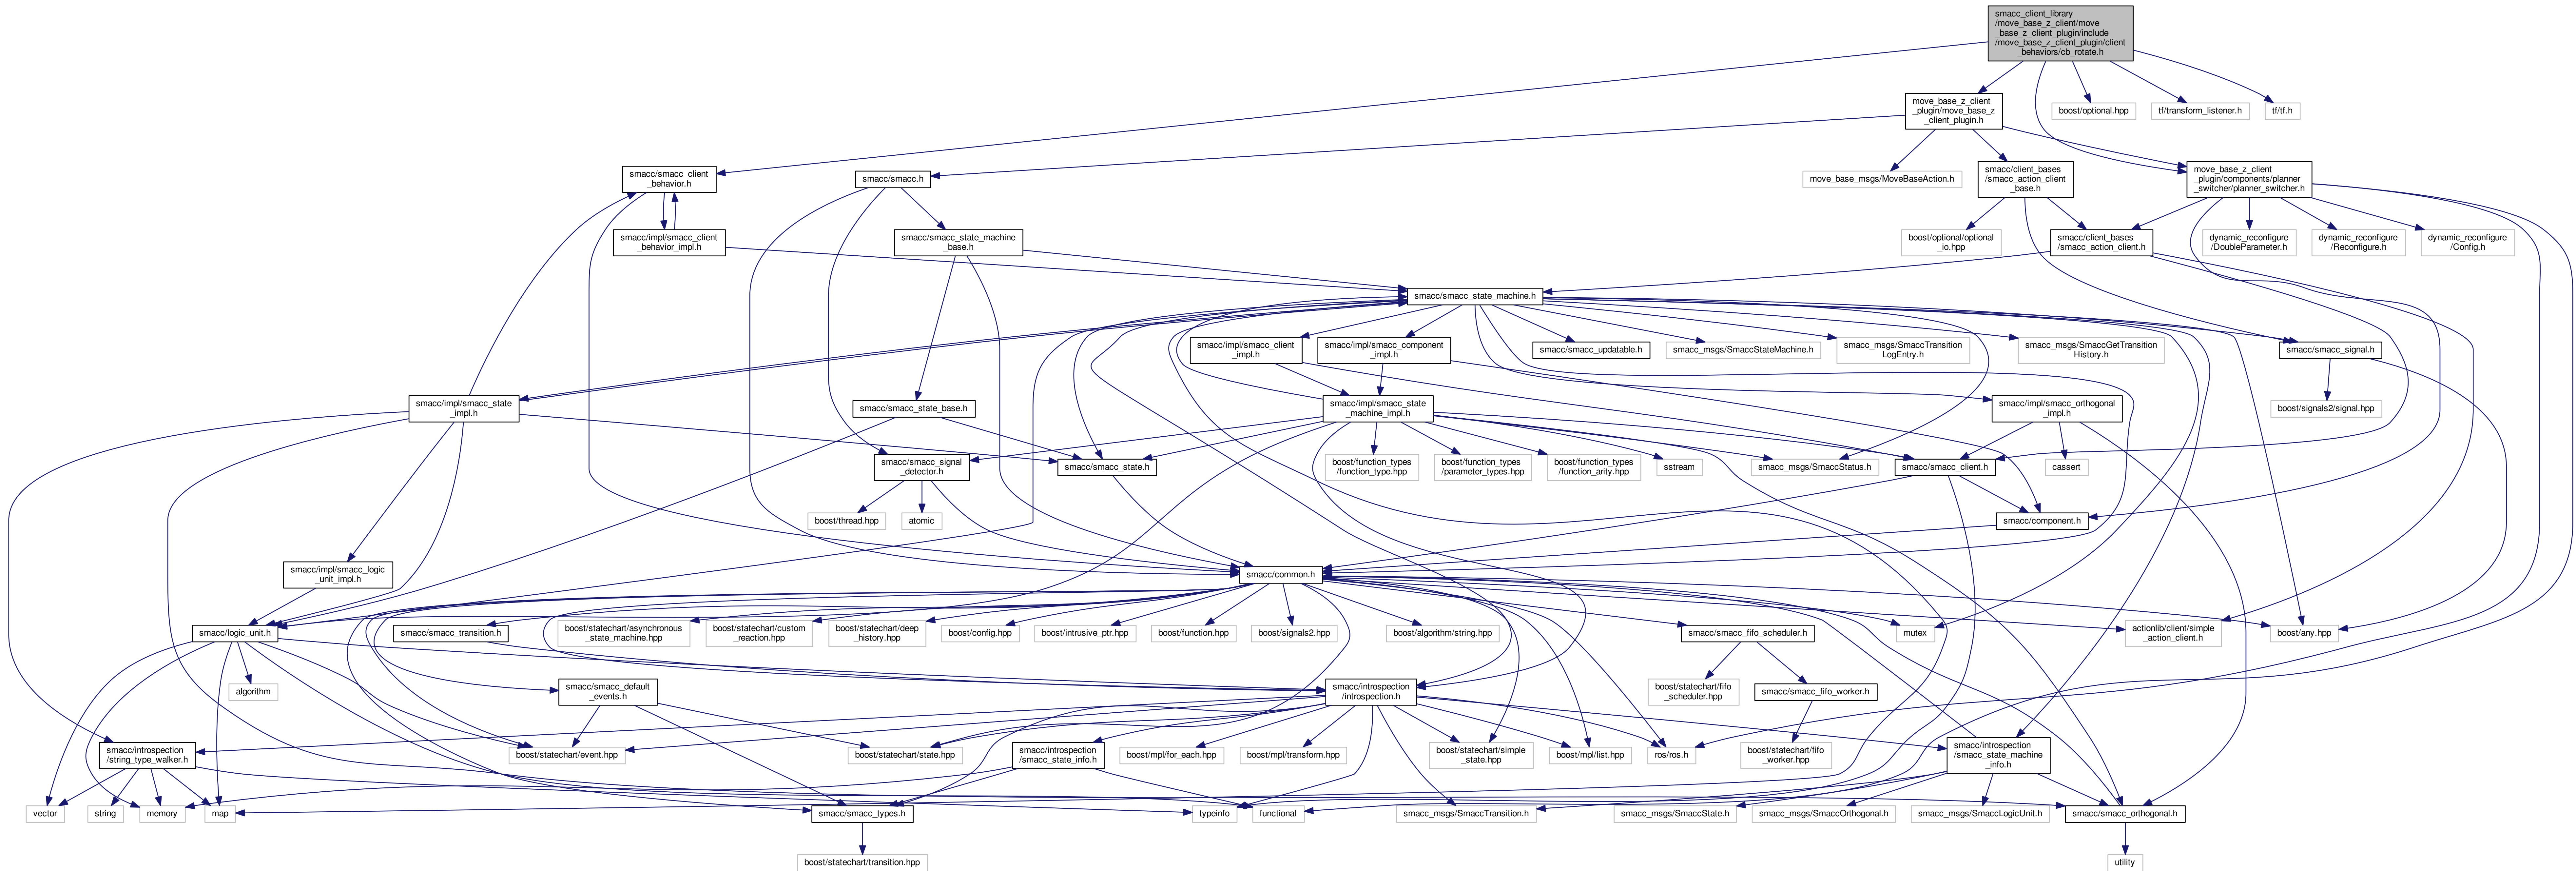 smacc_client_library
/move_base_z_client/move
_base_z_client_plugin/include
/move_base_z_client_plugin/client
_behaviors/cb_rotate.h
move_base_z_client
_plugin/move_base_z
_client_plugin.h
boost/optional.hpp
tf/transform_listener.h
tf/tf.h
smacc/smacc_client
_behavior.h
smacc/smacc.h
move_base_msgs/MoveBaseAction.h
smacc/client_bases
/smacc_action_client
_base.h
move_base_z_client
_plugin/components/planner
_switcher/planner_switcher.h
smacc/impl/smacc_client
_behavior_impl.h
smacc/smacc_state_machine
_base.h
boost/optional/optional
_io.hpp
smacc/client_bases
/smacc_action_client.h
dynamic_reconfigure
/DoubleParameter.h
dynamic_reconfigure
/Reconfigure.h
dynamic_reconfigure
/Config.h
smacc/smacc_state_machine.h
smacc/impl/smacc_client
_impl.h
smacc/impl/smacc_component
_impl.h
smacc/smacc_updatable.h
smacc_msgs/SmaccStateMachine.h
smacc_msgs/SmaccTransition
LogEntry.h
smacc_msgs/SmaccGetTransition
History.h
smacc/smacc_signal.h
smacc/impl/smacc_state
_impl.h
smacc/smacc_state_base.h
smacc/impl/smacc_state
_machine_impl.h
smacc/impl/smacc_orthogonal
_impl.h
boost/signals2/signal.hpp
smacc/smacc_signal
_detector.h
smacc/smacc_state.h
boost/function_types
/function_type.hpp
boost/function_types
/parameter_types.hpp
boost/function_types
/function_arity.hpp
sstream
smacc_msgs/SmaccStatus.h
smacc/smacc_client.h
cassert
boost/thread.hpp
atomic
smacc/component.h
smacc/impl/smacc_logic
_unit_impl.h
smacc/common.h
smacc/logic_unit.h
smacc/smacc_transition.h
boost/statechart/asynchronous
_state_machine.hpp
boost/statechart/custom
_reaction.hpp
boost/statechart/deep
_history.hpp
boost/config.hpp
boost/intrusive_ptr.hpp
boost/function.hpp
boost/signals2.hpp
boost/algorithm/string.hpp
smacc/smacc_fifo_scheduler.h
mutex
actionlib/client/simple
_action_client.h
boost/any.hpp
algorithm
smacc/smacc_default
_events.h
smacc/introspection
/introspection.h
boost/statechart/fifo
_scheduler.hpp
smacc/smacc_fifo_worker.h
smacc/introspection
/string_type_walker.h
boost/statechart/event.hpp
boost/statechart/state.hpp
smacc/introspection
/smacc_state_info.h
boost/mpl/for_each.hpp
boost/mpl/transform.hpp
boost/statechart/simple
_state.hpp
boost/mpl/list.hpp
ros/ros.h
boost/statechart/fifo
_worker.hpp
smacc/introspection
/smacc_state_machine
_info.h
vector
string
memory
map
smacc/smacc_types.h
typeinfo
functional
smacc_msgs/SmaccTransition.h
smacc_msgs/SmaccState.h
smacc_msgs/SmaccOrthogonal.h
smacc_msgs/SmaccLogicUnit.h
smacc/smacc_orthogonal.h
boost/statechart/transition.hpp
utility